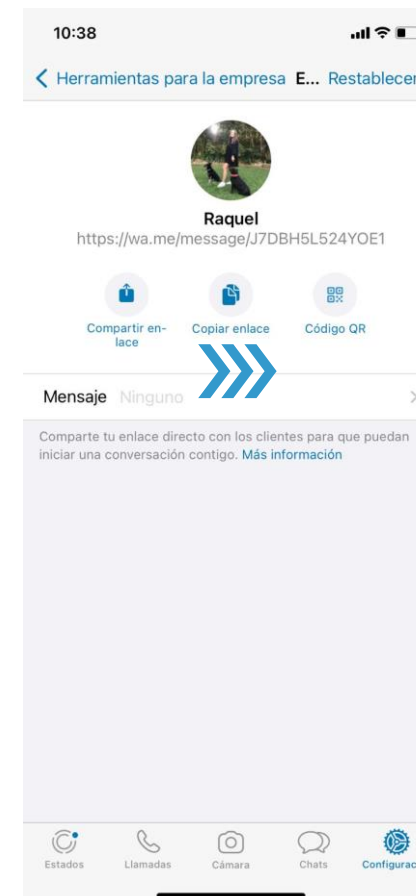 10:38
Herramientas para la empresa E... Restablecer
Raquel
https://wa.me/message/J7DBH5L524YOE1
Compartir en-
lace
Copiar enlace
Código QR
Mensaje Ninguno
Comparte tu enlace directo con los clientes para que puedan
iniciar una conversación contigo. Más información
Estados Llamadas Cámara Chats Configurac